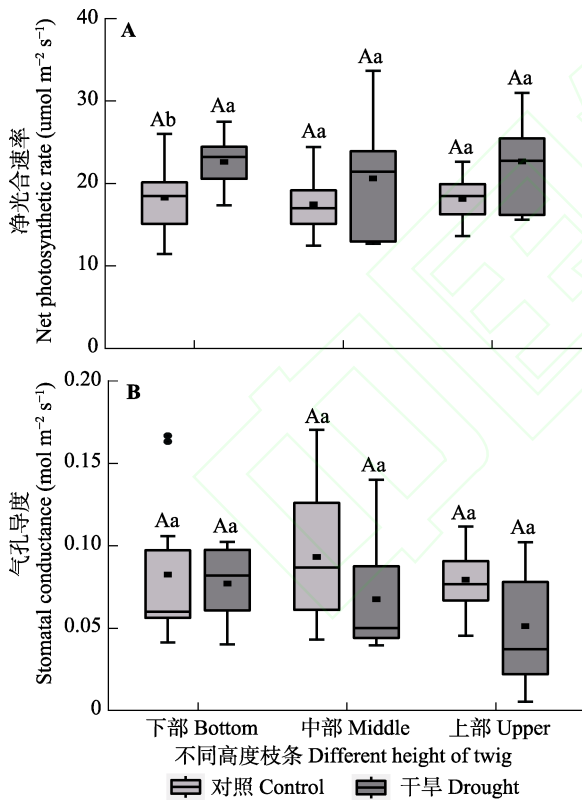 A
净光合速率
Net photosynthetic rate (umol m⁻² s⁻¹)
40
30
20
10
0
Ab
Aa
Aa
Aa
Aa
Aa
B
气孔导度
Stomatal conductance (mol m⁻² s⁻¹)
0.20
0.15
0.10
0.05
0
Aa
Aa
Aa
Aa
Aa
Aa
下部 Bottom 中部 Middle 上部 Upper
不同高度枝条 Different height of twig
对照 Control 干旱 Drought